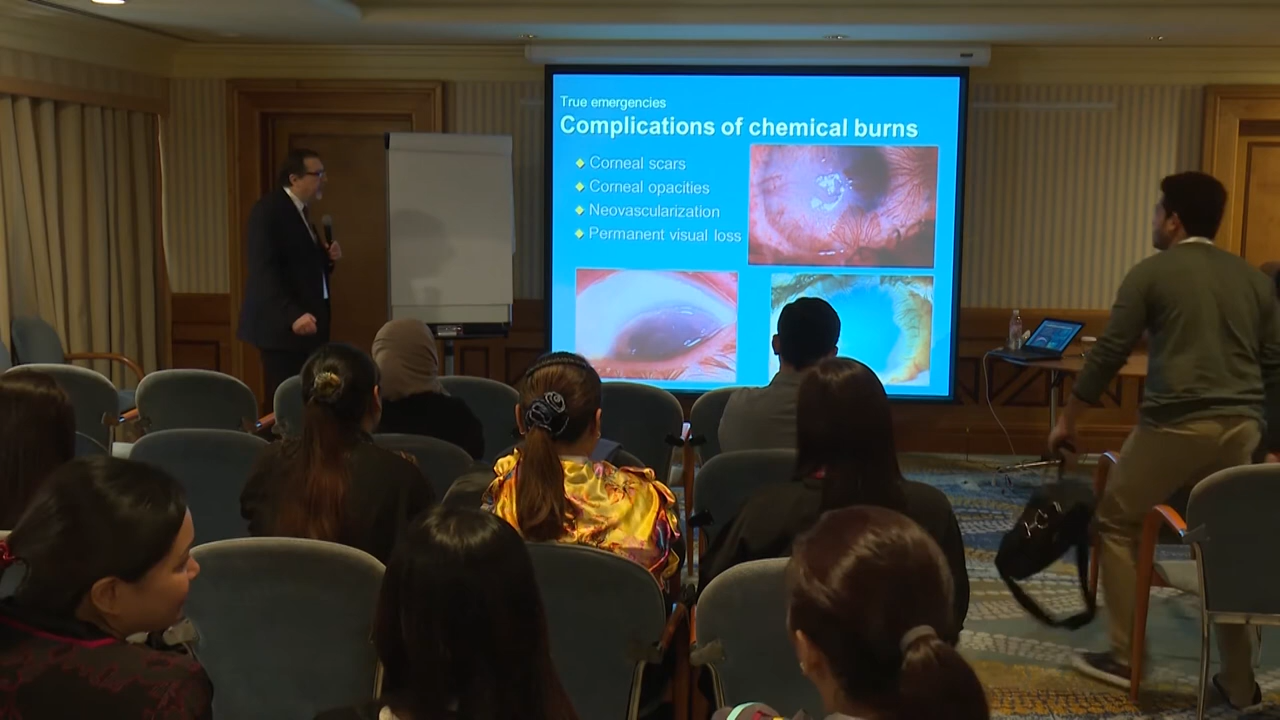 True emergencies
Complications of chemical burns
Corneal scars
Corneal opacities
Neovascularization
Permanent visual loss